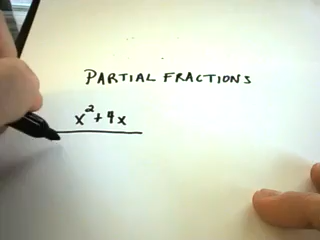 PARTIAL FRACTIONS
x² + 4x